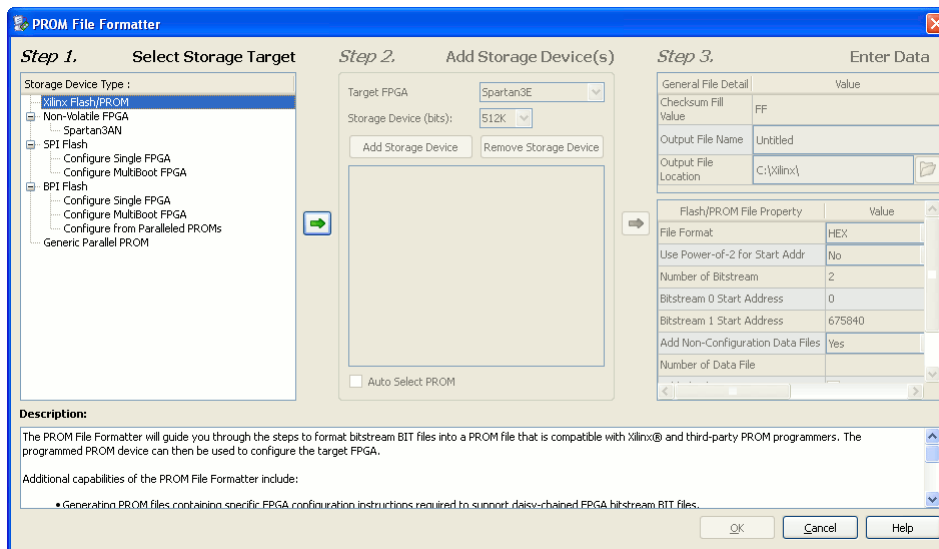 PROM File Formatter
Step 1. Select Storage Target
Storage Device Type :
Xilinx Flash/PROM
Non-Volatile FPGA
Spartan3AN
SPI Flash
Configure Single FPGA
Configure MultiBoot FPGA
BPI Flash
Configure Single FPGA
Configure MultiBoot FPGA
Configure from Paralleled PROMs
Generic Parallel PROM
Step 2. Add Storage Device(s)
Target FPGA Spartan3E
Storage Device (bits): 512K
Add Storage Device Remove Storage Device
Auto Select PROM
Step 3. Enter Data
General File Detail Value
Checksum Fill
Value FF
Output File Name Untitled
Output File
Location C:\Xilinx\
Flash/PROM File Property Value
File Format HEX
Use Power-of-2 for Start Addr No
Number of Bitstream 2
Bitstream 0 Start Address 0
Bitstream 1 Start Address 675840
Add Non-Configuration Data Files Yes
Number of Data File
Description:
The PROM File Formatter will guide you through the steps to format bitstream BIT files into a PROM file that is compatible with Xilinx® and third-party PROM programmers. The
programmed PROM device can then be used to configure the target FPGA.
Additional capabilities of the PROM File Formatter include:
• Generating PROM files containing specific FPGA configuration instructions required to support daisy-chained FPGA bitstream BIT files.
OK Cancel Help